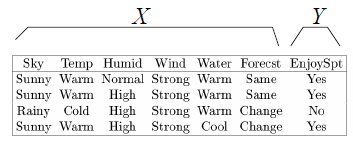 X Y
Sky Temp Humid Wind Water Forecst EnjoySpt
Sunny Warm Normal Strong Warm Same Yes
Sunny Warm High Strong Warm Same Yes
Rainy Cold High Strong Warm Change No
Sunny Warm High Strong Cool Change Yes